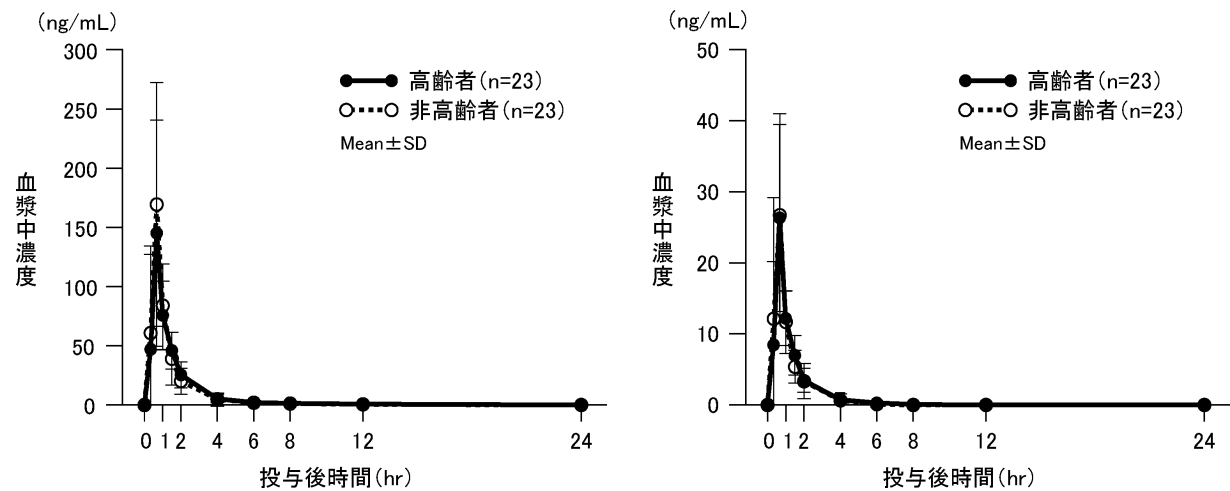 (ng/mL)
300
250
200
150
100
50
0
血漿中濃度
高齢者(n=23)
非高齢者(n=23)
Mean±SD
0 1 2 4 6 8 12 24
投与後時間(hr)
(ng/mL)
50
40
30
20
10
0
血漿中濃度
高齢者(n=23)
非高齢者(n=23)
Mean±SD
0 1 2 4 6 8 12 24
投与後時間(hr)